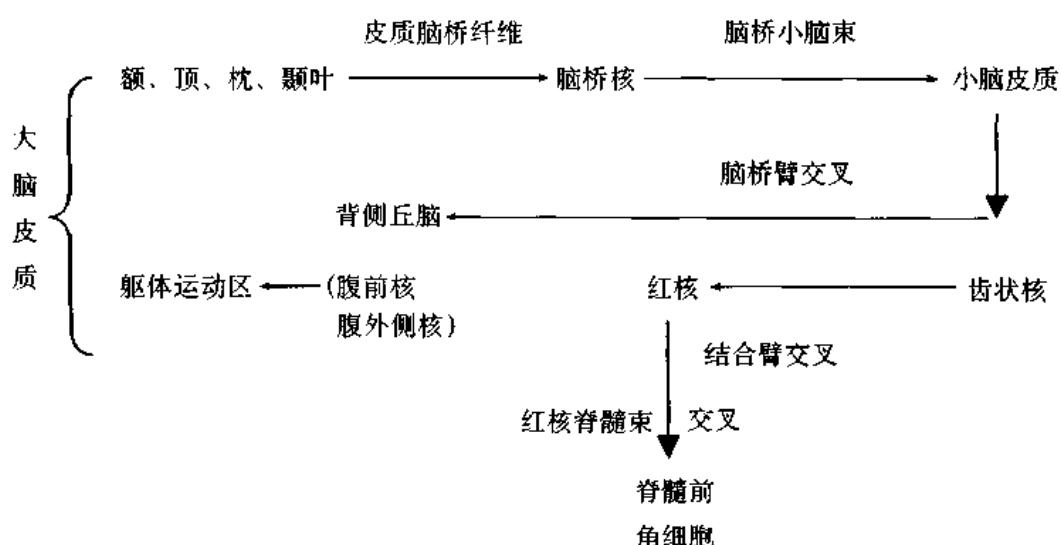 皮质脑桥纤维 脑桥小脑束
额、顶、枕、颞叶 脑桥核 小脑皮质
大脑皮质
脑桥臂交叉
背侧丘脑
躯体运动区 (腹前核 红核 齿状核
腹外侧核)
结合臂交叉
红核脊髓束 交叉
脊髓前
角细胞